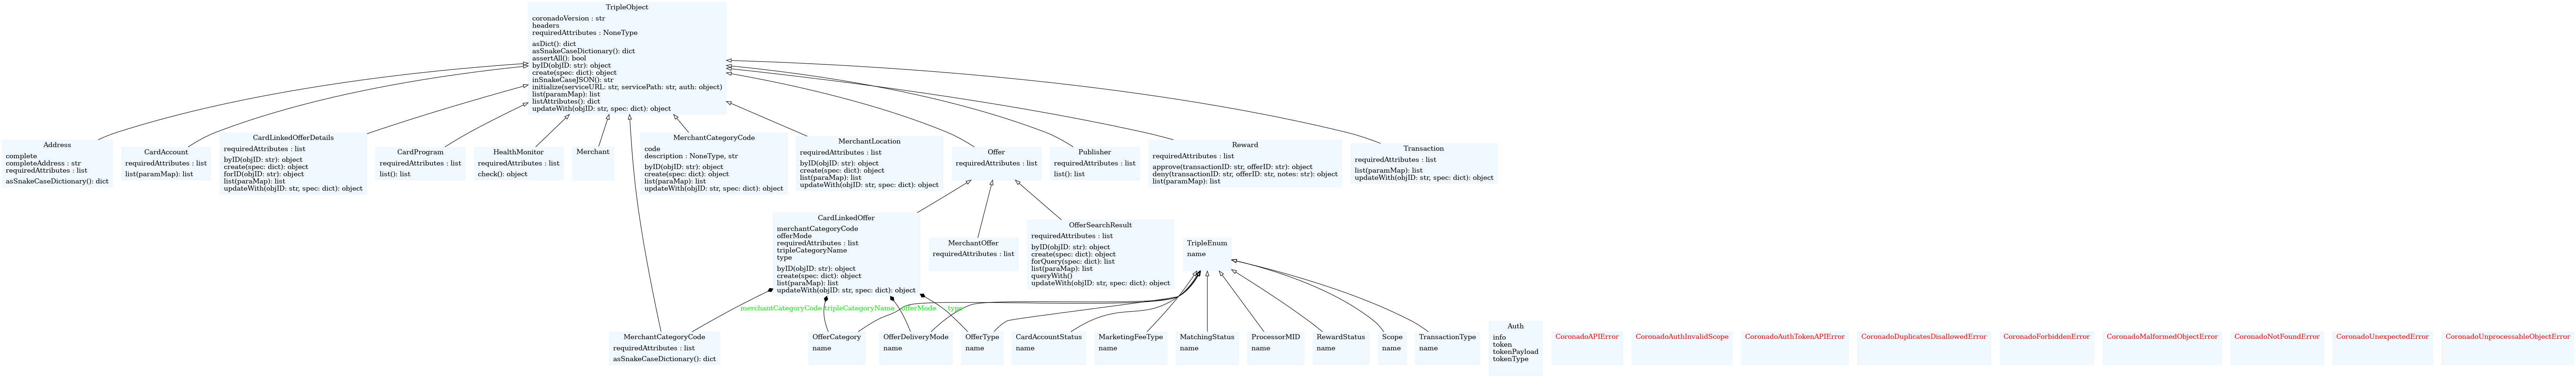 TripleObject
coronadoVersion : str
headers
requiredAttributes : NoneType
asDict(): dict
asSnakeCaseDictionary(): dict
assertAll(): bool
byID(objID: str): object
create(spec: dict): object
inSnakeCaseJSON(): str
initialize(serviceURL: str, servicePath: str, auth: object)
list(paramMap): list
listAttributes(): dict
updateWith(objID: str, spec: dict): object
Address
complete
completeAddress : str
requiredAttributes : list
asSnakeCaseDictionary(): dict
CardAccount
requiredAttributes : list
list(paramMap): list
CardLinkedOfferDetails
requiredAttributes : list
byID(objID: str): object
create(spec: dict): object
forID(objID: str): object
list(paraMap): list
updateWith(objID: str, spec: dict): object
CardProgram
requiredAttributes : list
list(): list
HealthMonitor
requiredAttributes : list
check(): object
Merchant
MerchantCategoryCode
code
description : NoneType, str
byID(objID: str): object
create(spec: dict): object
list(paraMap): list
updateWith(objID: str, spec: dict): object
MerchantLocation
requiredAttributes : list
byID(objID: str): object
create(spec: dict): object
list(paraMap): list
updateWith(objID: str, spec: dict): object
Offer
requiredAttributes : list
Publisher
requiredAttributes : list
list(): list
Reward
requiredAttributes : list
approve(transactionID: str, offerID: str): object
deny(transactionID: str, offerID: str, notes: str): object
list(paramMap): list
Transaction
requiredAttributes : list
list(paramMap): list
updateWith(objID: str, spec: dict): object
CardLinkedOffer
merchantCategoryCode
offerMode
requiredAttributes : list
tripleCategoryName
type
byID(objID: str): object
create(spec: dict): object
list(paraMap): list
updateWith(objID: str, spec: dict): object
MerchantOffer
requiredAttributes : list
OfferSearchResult
requiredAttributes : list
byID(objID: str): object
create(spec: dict): object
forQuery(spec: dict): list
list(paraMap): list
queryWith()
updateWith(objID: str, spec: dict): object
TripleEnum
name
merchantCategoryCode
tripleCategoryName
offerMode
type
MerchantCategoryCode
requiredAttributes : list
asSnakeCaseDictionary(): dict
OfferCategory
name
OfferDeliveryMode
name
OfferType
name
CardAccountStatus
name
MarketingFeeType
name
MatchingStatus
name
ProcessorMID
name
RewardStatus
name
Scope
name
TransactionType
name
Auth
info
token
tokenPayload
tokenType
CoronadoAPIError
CoronadoAuthInvalidScope
CoronadoAuthTokenAPIError
CoronadoDuplicatesDisallowedError
CoronadoForbiddenError
CoronadoMalformedObjectError
CoronadoNotFoundError
CoronadoUnexpectedError
CoronadoUnprocessableObjectError